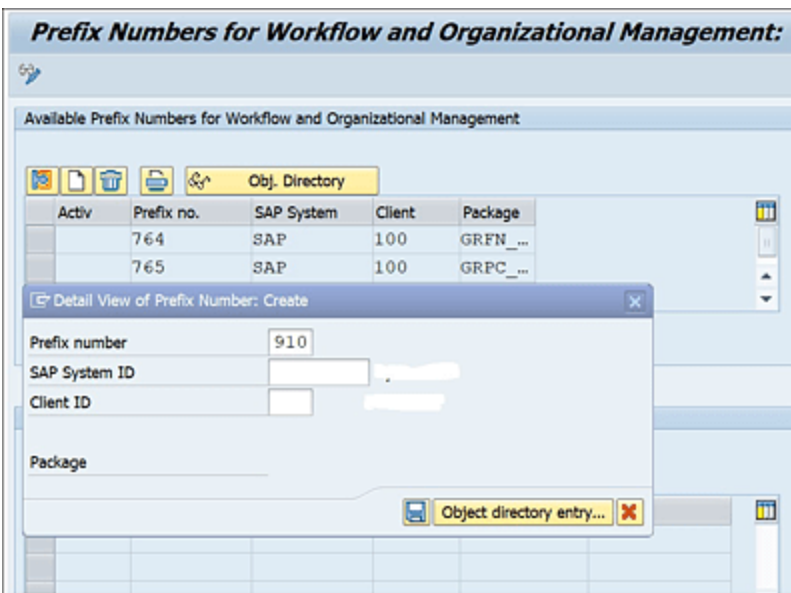 Prefix Numbers for Workflow and Organizational Management:
Available Prefix Numbers for Workflow and Organizational Management
Obj. Directory
Activ Prefix no. SAP System Client Package
764 SAP 100 GRFN_...
765 SAP 100 GRPC_...
Detail View of Prefix Number: Create
Prefix number 910
SAP System ID
Client ID
Package
Object directory entry...